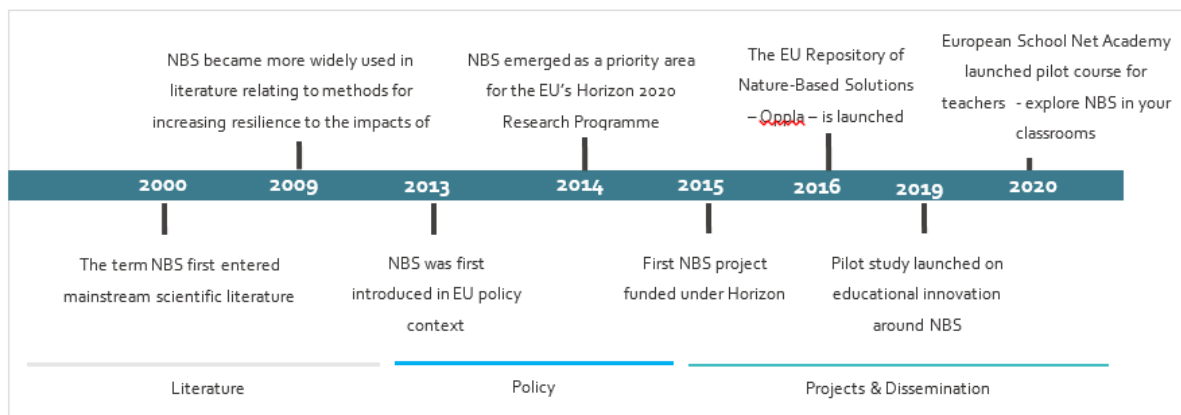 NBS became more widely used in
literature relating to methods for
increasing resilience to the impacts of
NBS emerged as a priority area
for the EU's Horizon 2020
Research Programme
The EU Repository of
Nature-Based Solutions
– Oppla – is launched
European School Net Academy
launched pilot course for
teachers - explore NBS in your
classrooms
2000
2009
2013
2014
2015
2016
2019
2020
The term NBS first entered
mainstream scientific literature
NBS was first
introduced in EU policy
context
First NBS project
funded under Horizon
Pilot study launched on
educational innovation
around NBS
Literature
Policy
Projects & Dissemination